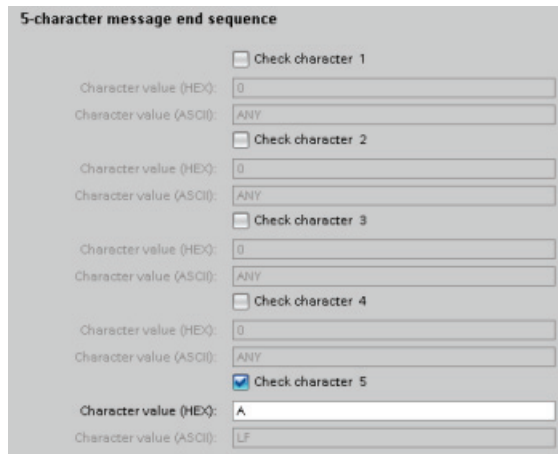 5-character message end sequence
Check character 1
Character value (HEX): 0
Character value (ASCII): ANY
Check character 2
Character value (HEX): 0
Character value (ASCII): ANY
Check character 3
Character value (HEX): 0
Character value (ASCII): ANY
Check character 4
Character value (HEX): 0
Character value (ASCII): ANY
Check character 5
Character value (HEX): A
Character value (ASCII): LF